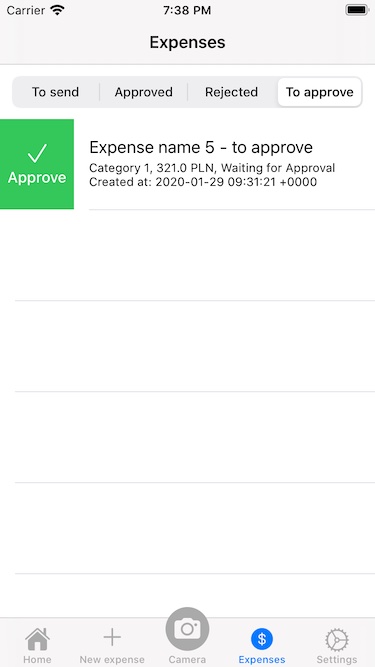 Carrier 7:38 PM
Expenses
To send Approved Rejected To approve
Approve
Expense name 5 - to approve
Category 1, 321.0 PLN, Waiting for Approval
Created at: 2020-01-29 09:31:21 +0000
$
Home New expense Camera Expenses Settings